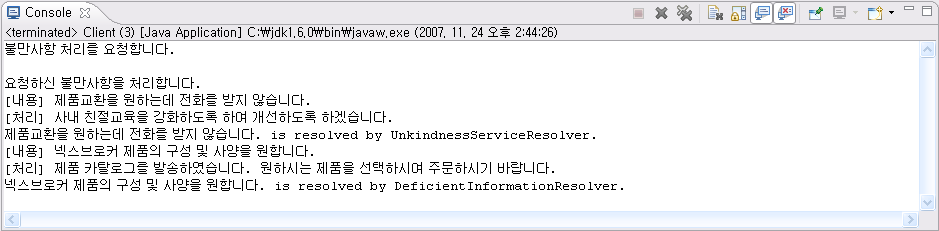 Console
<terminated> Client (3) [Java Application] C:\jdk1.6.0\bin\javaw.exe (2007. 11. 24 오후 2:44:26)
불만사항 처리를 요청합니다.
요청하신 불만사항을 처리합니다.
[내용] 제품교환을 원하는데 전화를 받지 않습니다.
[처리] 사내 친절교육을 강화하도록 하여 개선하도록 하겠습니다.
제품교환을 원하는데 전화를 받지 않습니다. is resolved by UnkindnessServiceResolver.
[내용] 넥스브로커 제품의 구성 및 사양을 원합니다.
[처리] 제품 카탈로그를 발송하였습니다. 원하시는 제품을 선택하시며 주문하시기 바랍니다.
넥스브로커 제품의 구성 및 사양을 원합니다. is resolved by DeficientInformationResolver.